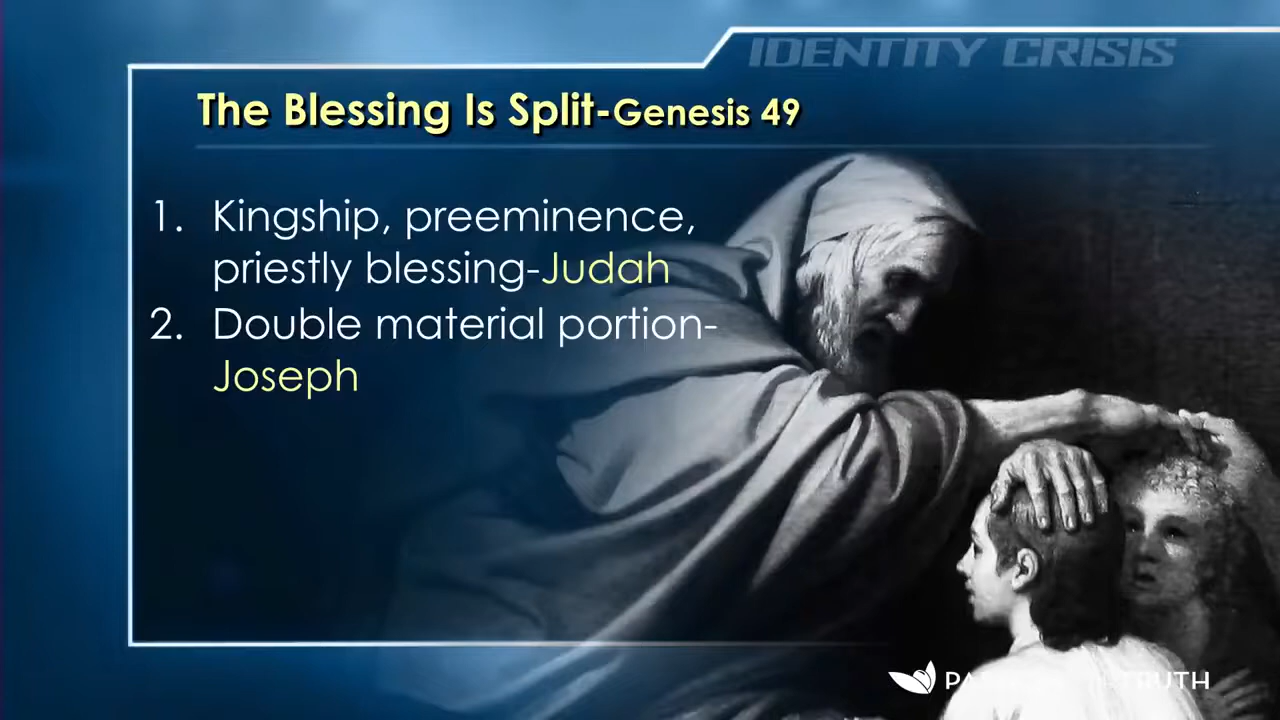 IDENTITY CRISIS
The Blessing Is Split-Genesis 49
1. Kingship, preeminence,
priestly blessing-Judah
2. Double material portion-
Joseph
TRUTH